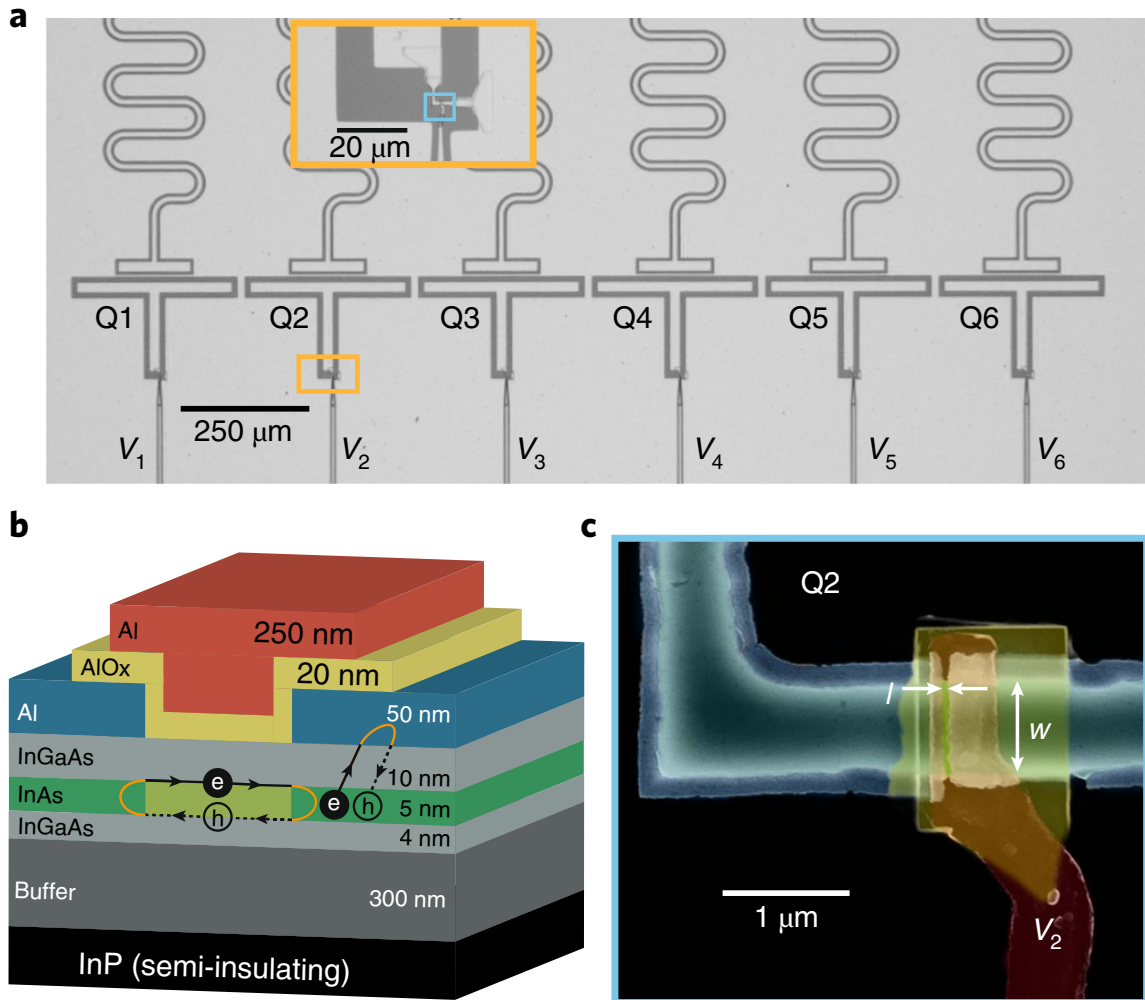 a
20 μm
Q1 Q2 Q3 Q4 Q5 Q6
250 μm
V1 V2 V3 V4 V5 V6
b
Al 250 nm
AlOx 20 nm
Al 50 nm
InGaAs 10 nm
e
e h
InAs 5 nm
h
InGaAs 4 nm
Buffer 300 nm
InP (semi-insulating)
c
Q2
l
w
1 μm
V2